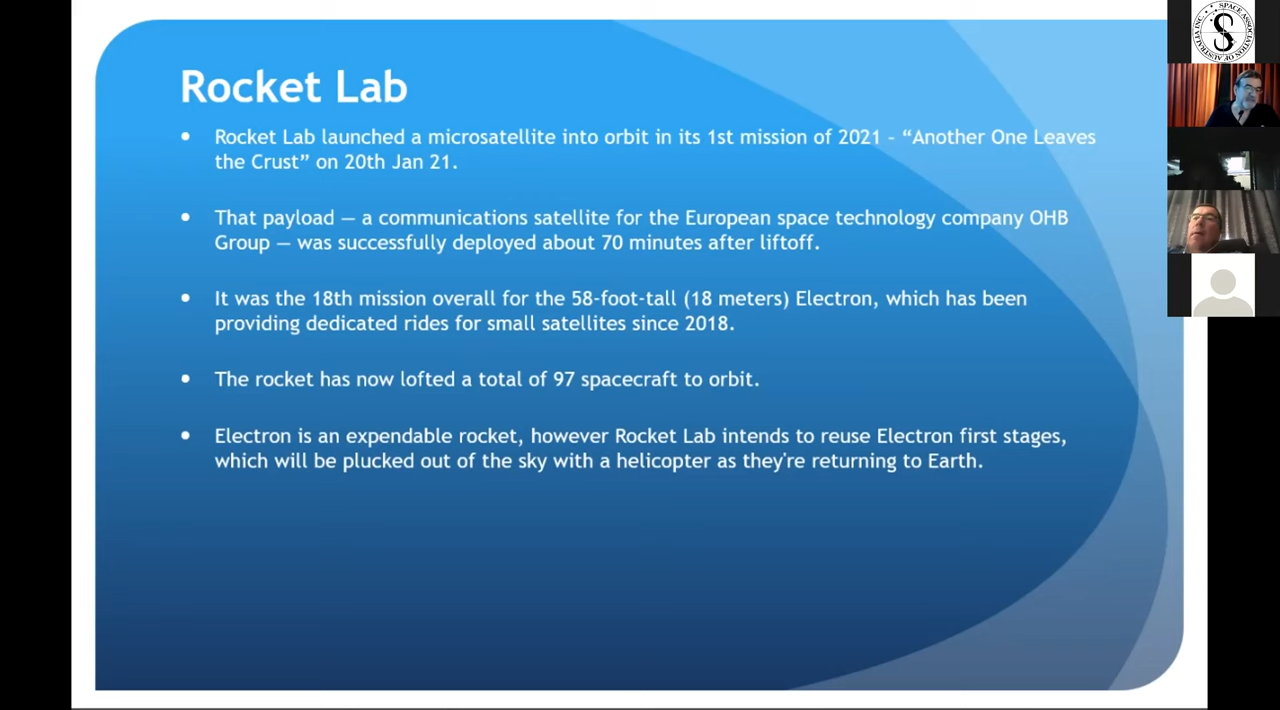 Rocket Lab
• Rocket Lab launched a microsatellite into orbit in its 1st mission of 2021 – “Another One Leaves
the Crust” on 20th Jan 21.
• That payload — a communications satellite for the European space technology company OHB
Group — was successfully deployed about 70 minutes after liftoff.
• It was the 18th mission overall for the 58-foot-tall (18 meters) Electron, which has been
providing dedicated rides for small satellites since 2018.
• The rocket has now lofted a total of 97 spacecraft to orbit.
• Electron is an expendable rocket, however Rocket Lab intends to reuse Electron first stages,
which will be plucked out of the sky with a helicopter as they're returning to Earth.
SPACE ASSOCIATION OF AUSTRALIA INC
S